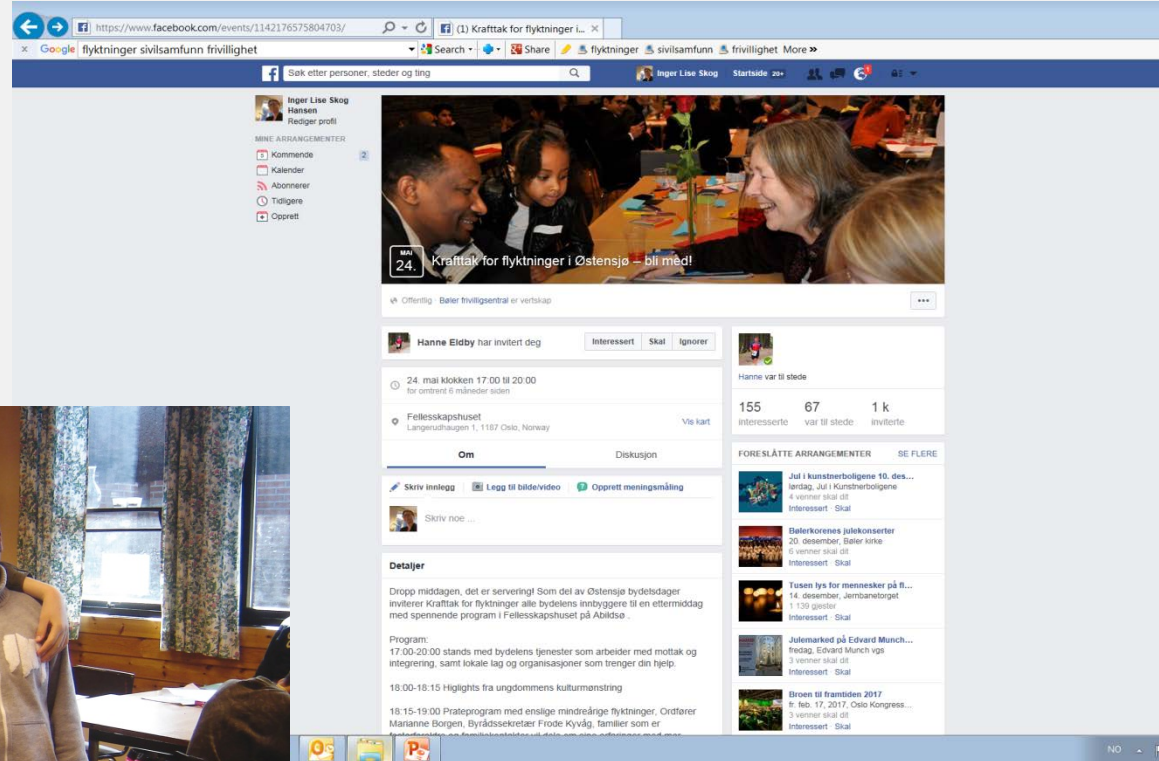 https://www.facebook.com/events/1142176575804703/
(1) Krafttak for flyktninger i...
Google flyktninger sivilsamfunn frivillighet Search Share flyktninger sivilsamfunn frivillighet More »
Søk etter personer, steder og ting
Inger Lise Skog Startside 20+
Inger Lise Skog Hansen
Rediger profil
MINE ARRANGEMENTER
Kommende 2
Kalender
Abonnerer
Tidligere
Opprett
MAI
24.
Krafttak for flyktninger i Østensjø – bli med!
Offentlig · Bøler frivilligsentral er vertskap
Hanne Eldby har invitert deg Interessert Skal Ignorer
24. mai klokken 17:00 til 20:00
for omtrent 6 måneder siden
Fellesskapshuset
Langerudhaugen 1, 1187 Oslo, Norway
Vis kart
Om Diskusjon
Skriv innlegg Legg til bilde/video Opprett meningsmåling
Skriv noe ...
Detaljer
Dropp middagen, det er servering! Som del av Østensjø bydelsdager
inviterer Krafttak for flyktninger alle bydelens innbyggere til en ettermiddag
med spennende program i Fellesskapshuset på Abildsø .
Program:
17:00-20:00 stands med bydelens tjenester som arbeider med mottak og
integrering, samt lokale lag og organisasjoner som trenger din hjelp.
18:00-18:15 Higlights fra ungdommens kulturmønstring
18:15-19:00 Prateprogram med enslige mindreårige flyktninger, Ordfører
Marianne Borgen, Byrådssekretær Frode Kyvåg, familier som er
Hanne var til stede
155 67 1 k
interesserte var til stede inviterte
FORESLÅTTE ARRANGEMENTER SE FLERE
Jul i kunstnerboligene 10. des...
lørdag, Jul i Kunstnerboligene
4 venner skal dit
Interessert · Skal
Bølerkorenes julekonserter
20. desember, Bøler kirke
6 venner skal dit
Interessert · Skal
Tusen lys for mennesker på fl...
14. desember, Jernbanetorget
1 139 gjester
Interessert · Skal
Julemarked på Edvard Munch...
fredag, Edvard Munch vgs
3 venner skal dit
Interessert · Skal
Broen til framtiden 2017
fr. feb. 17, 2017, Oslo Kongress...
3 venner skal dit
Interessert · Skal
NO